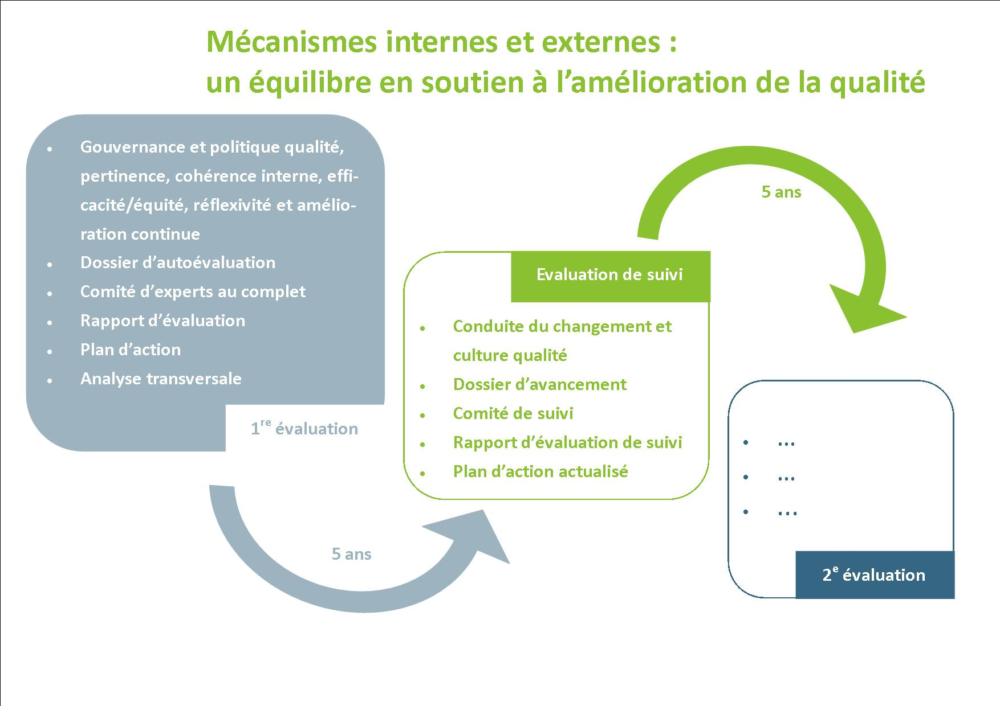 Mécanismes internes et externes :
un équilibre en soutien à l’amélioration de la qualité
• Gouvernance et politique qualité,
pertinence, cohérence interne, effi-
cacité/équité, réflexivité et amélio-
ration continue
• Dossier d’autoévaluation
• Comité d’experts au complet
• Rapport d’évaluation
• Plan d’action
• Analyse transversale
1re évaluation
5 ans
Evaluation de suivi
• Conduite du changement et
culture qualité
• Dossier d’avancement
• Comité de suivi
• Rapport d’évaluation de suivi
• Plan d’action actualisé
5 ans
• ...
• ...
• ...
2e évaluation